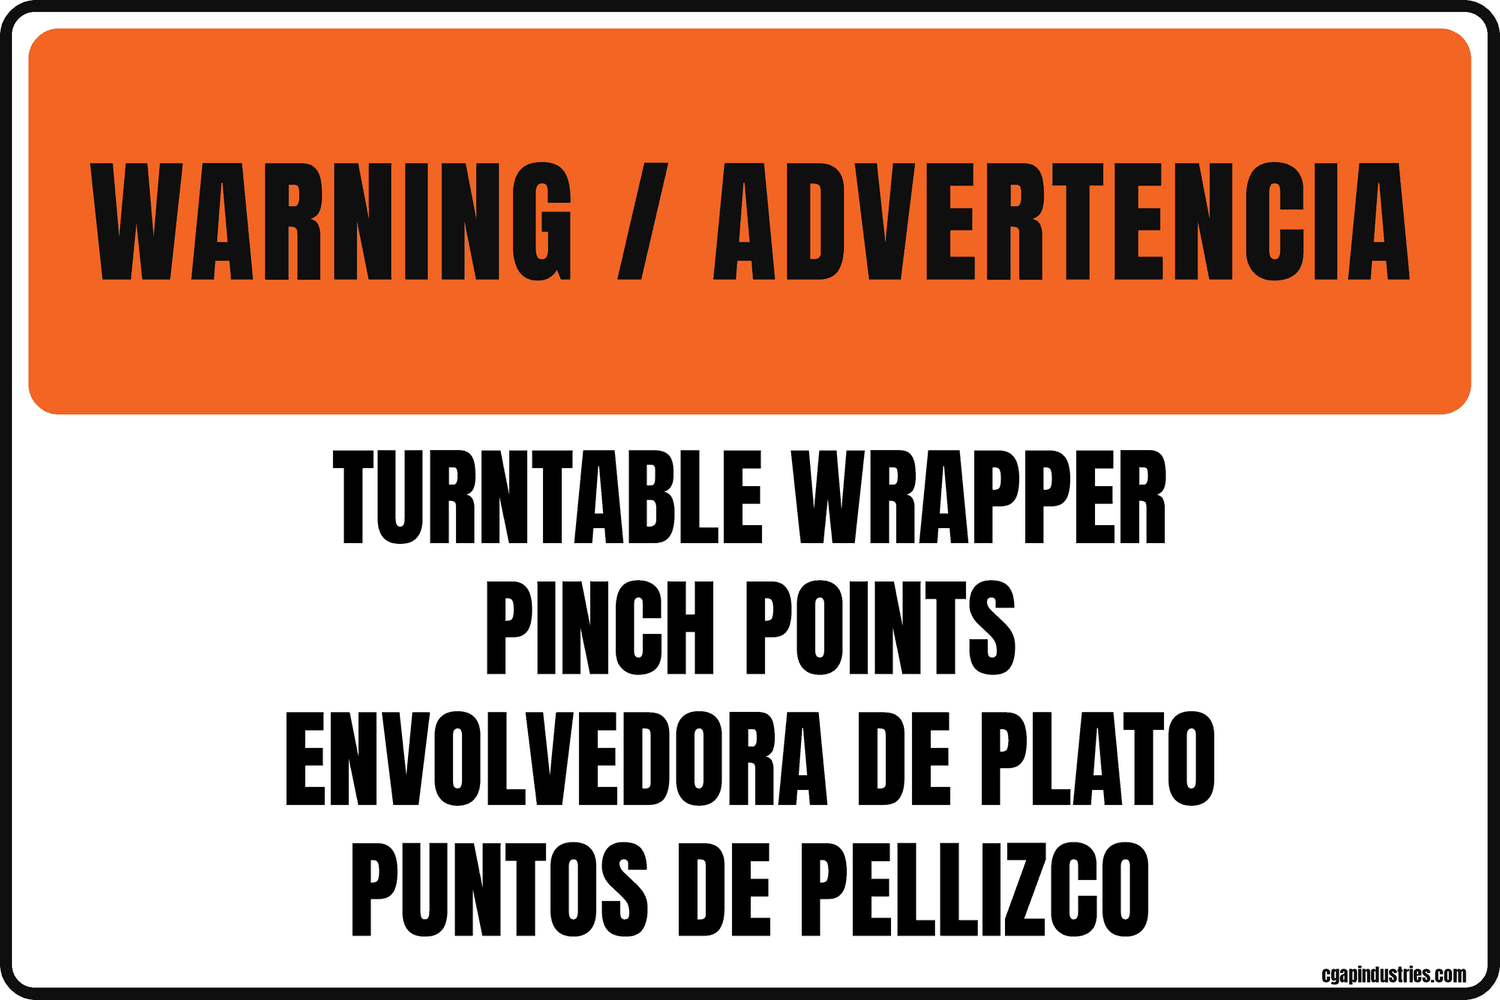 WARNING / ADVERTENCIA
TURNTABLE WRAPPER
PINCH POINTS
ENVOLVEDORA DE PLATO
PUNTOS DE PELLIZCO
cgapindustries.com